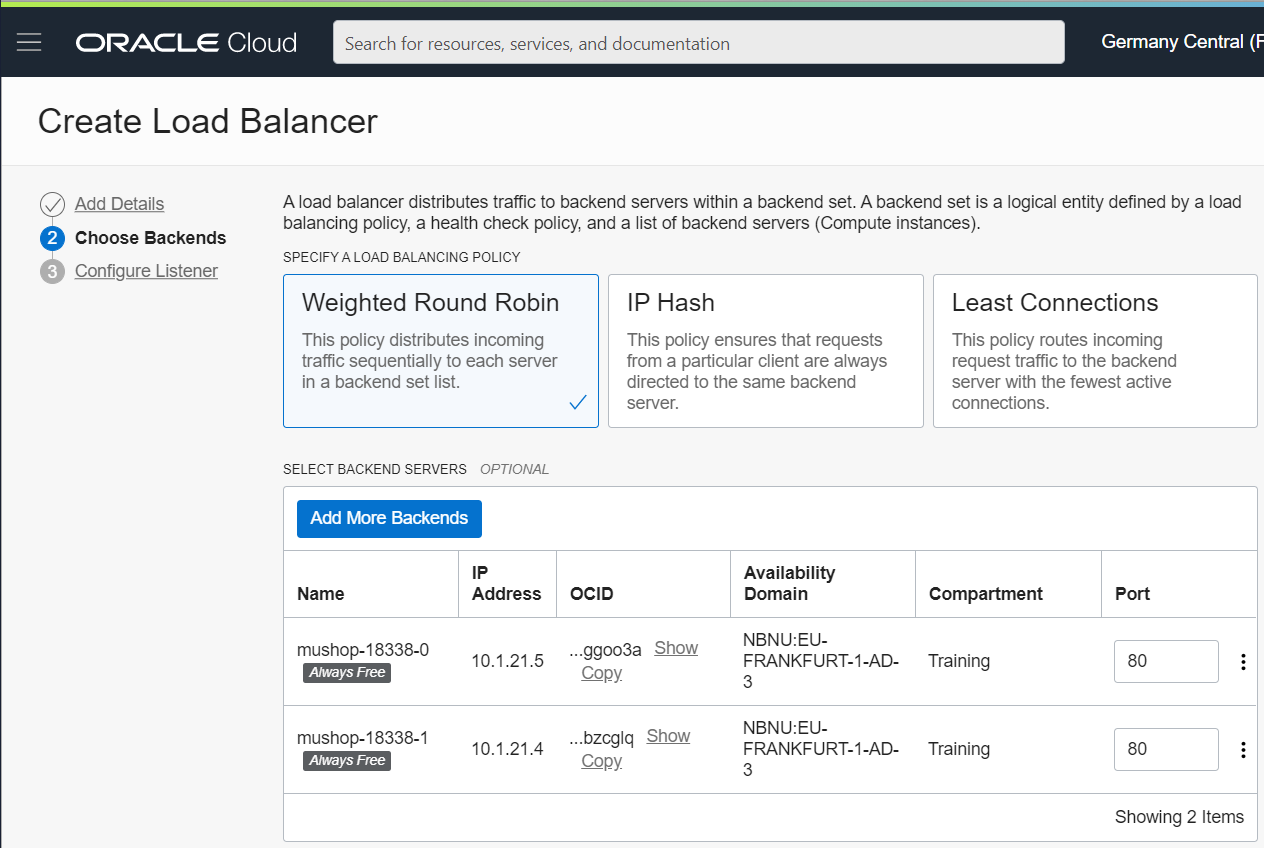 ORACLE Cloud
Search for resources, services, and documentation
Germany Central (F
Create Load Balancer
Add Details
2 Choose Backends
3 Configure Listener
A load balancer distributes traffic to backend servers within a backend set. A backend set is a logical entity defined by a load
balancing policy, a health check policy, and a list of backend servers (Compute instances).
SPECIFY A LOAD BALANCING POLICY
Weighted Round Robin
This policy distributes incoming
traffic sequentially to each server
in a backend set list.
IP Hash
This policy ensures that requests
from a particular client are always
directed to the same backend
server.
Least Connections
This policy routes incoming
request traffic to the backend
server with the fewest active
connections.
SELECT BACKEND SERVERS OPTIONAL
Add More Backends
Name
IP
Address
OCID
Availability
Domain
Compartment
Port
mushop-18338-0
Always Free
10.1.21.5
...ggoo3a Show
Copy
NBNU:EU-
FRANKFURT-1-AD-
3
Training
80
mushop-18338-1
Always Free
10.1.21.4
...bzcglq Show
Copy
NBNU:EU-
FRANKFURT-1-AD-
3
Training
80
Showing 2 Items